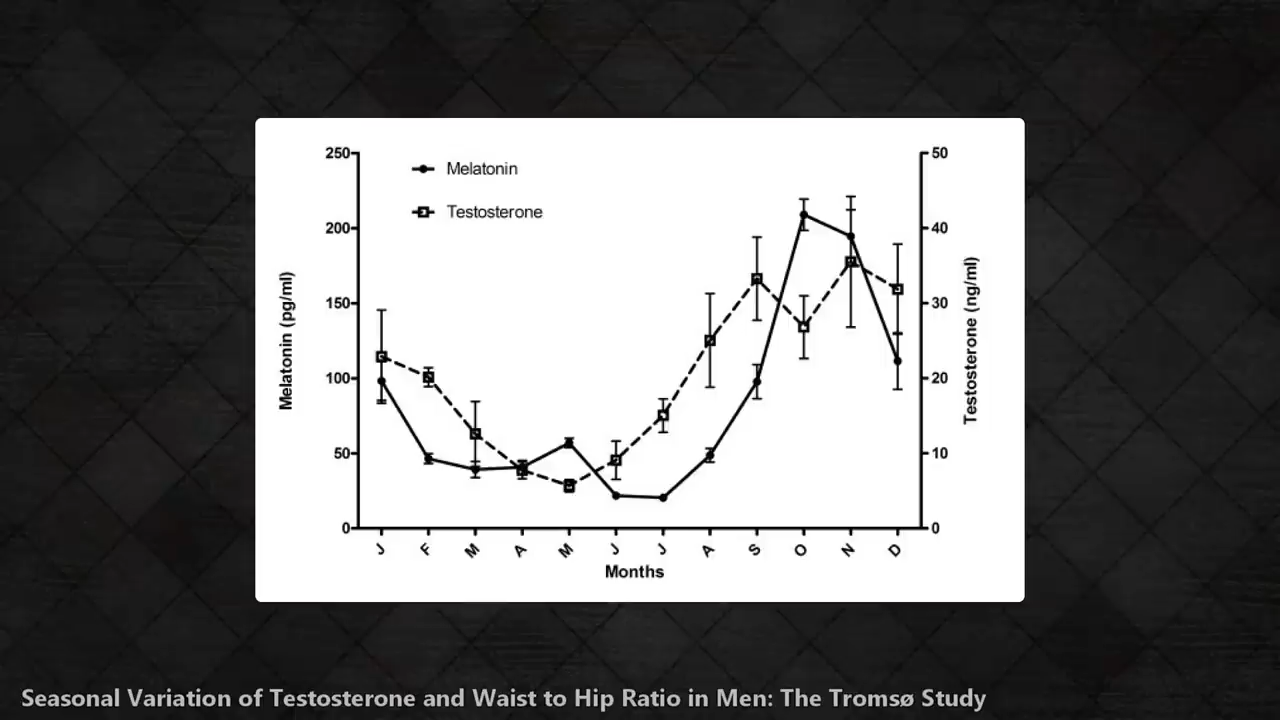 250
200
150
100
50
0
Melatonin (pg/ml)
Melatonin
Testosterone
50
40
30
20
10
0
Testosterone (ng/ml)
J F M A M J J A S O N D
Months
Seasonal Variation of Testosterone and Waist to Hip Ratio in Men: The Tromsø Study